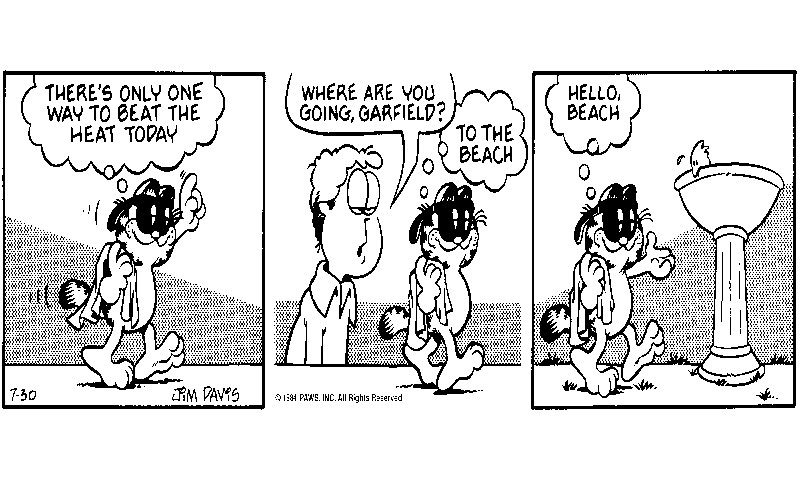 THERE'S ONLY ONE
WAY TO BEAT THE
HEAT TODAY
7-30
JIM DAVIS
WHERE ARE YOU
GOING, GARFIELD?
TO THE
BEACH
© 1984 PAWS, INC. All Rights Reserved
HELLO,
BEACH